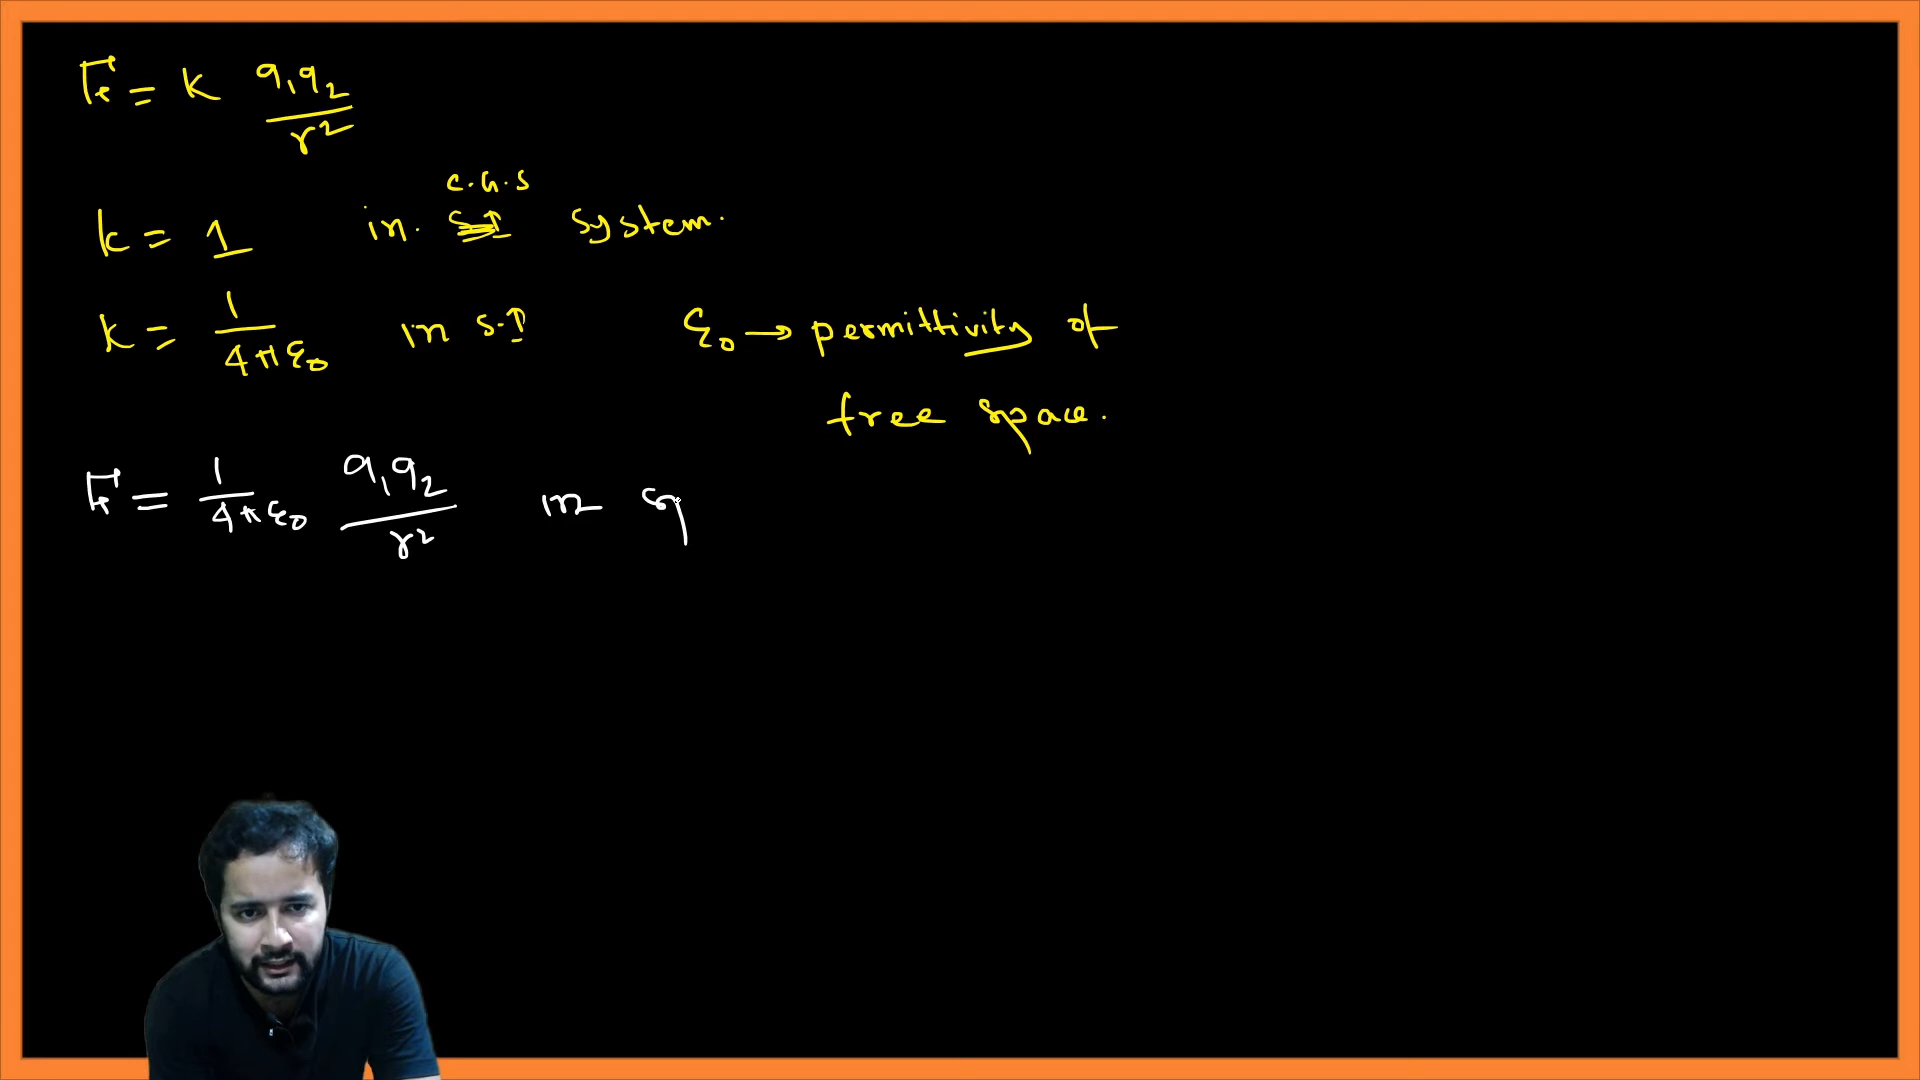 F = k q₁q₂/r²
k = 1 in. C.G.S system.
k = 1/4πε₀ in S.I ε₀ → permittivity of
free space.
F = 1/4πε₀ q₁q₂/r² in